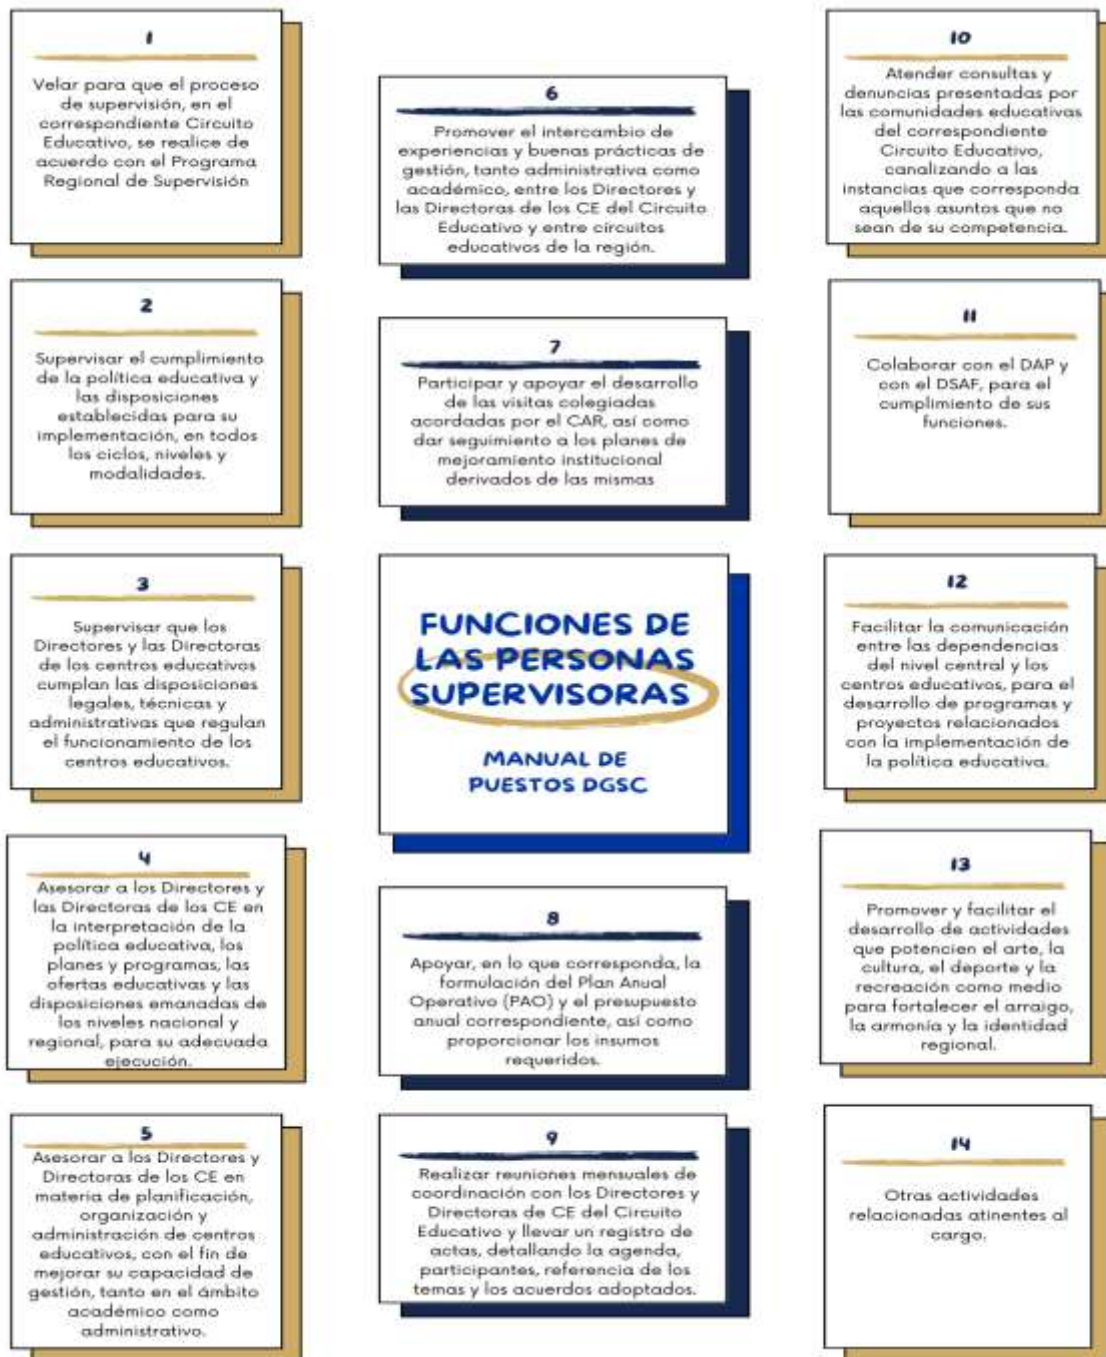 1
Velar para que el proceso
de supervisión, en el
correspondiente Circuito
Educativo, se realice de
acuerdo con el Programa
Regional de Supervisión
2
Supervisar el cumplimiento
de la política educativa y
las disposiciones
establecidas para su
implementación, en todos
los ciclos, niveles y
modalidades.
3
Supervisar que los
Directores y las Directoras
de los centros educativos
cumplan las disposiciones
legales, técnicas y
administrativas que regulan
el funcionamiento de los
centros educativos.
4
Asesorar a los Directores y
las Directoras de los CE en
la interpretación de la
política educativa, los
planes y programas, las
ofertas educativas y las
disposiciones emanadas de
los niveles nacional y
regional, para su adecuada
ejecución.
5
Asesorar a los Directores y
Directoras de los CE en
materia de planificación,
organización y
administración de centros
educativos, con el fin de
mejorar su capacidad de
gestión, tanto en el ámbito
académico como
administrativo.
6
Promover el intercambio de
experiencias y buenas prácticas de
gestión, tanto administrativa como
académico, entre los Directores y
las Directoras de los CE del Circuito
Educativo y entre circuitos
educativos de la región.
7
Participar y apoyar el desarrollo
de las visitas colegiadas
acordadas por el CAR, así como
dar seguimiento a los planes de
mejoramiento institucional
derivados de las mismas
FUNCIONES DE
LAS PERSONAS
SUPERVISORAS
MANUAL DE
PUESTOS DGSC
8
Apoyar, en lo que corresponda, la
formulación del Plan Anual
Operativo (PAO) y el presupuesto
anual correspondiente, así como
proporcionar los insumos
requeridos.
9
Realizar reuniones mensuales de
coordinación con los Directores y
Directoras de CE del Circuito
Educativo y llevar un registro de
actas, detallando la agenda,
participantes, referencia de los
temas y los acuerdos adoptados.
10
Atender consultas y
denuncias presentadas por
las comunidades educativas
del correspondiente
Circuito Educativo,
canalizando a las
instancias que corresponda
aquellos asuntos que no
sean de su competencia.
11
Colaborar con el DAP y
con el DSAF, para el
cumplimiento de sus
funciones.
12
Facilitar la comunicación
entre las dependencias
del nivel central y los
centros educativos, para el
desarrollo de programas y
proyectos relacionados
con la implementación de
la política educativa.
13
Promover y facilitar el
desarrollo de actividades
que potencien el arte, la
cultura, el deporte y la
recreación como medio
para fortalecer el arraigo,
la armonía y la identidad
regional.
14
Otras actividades
relacionadas atinentes al
cargo.